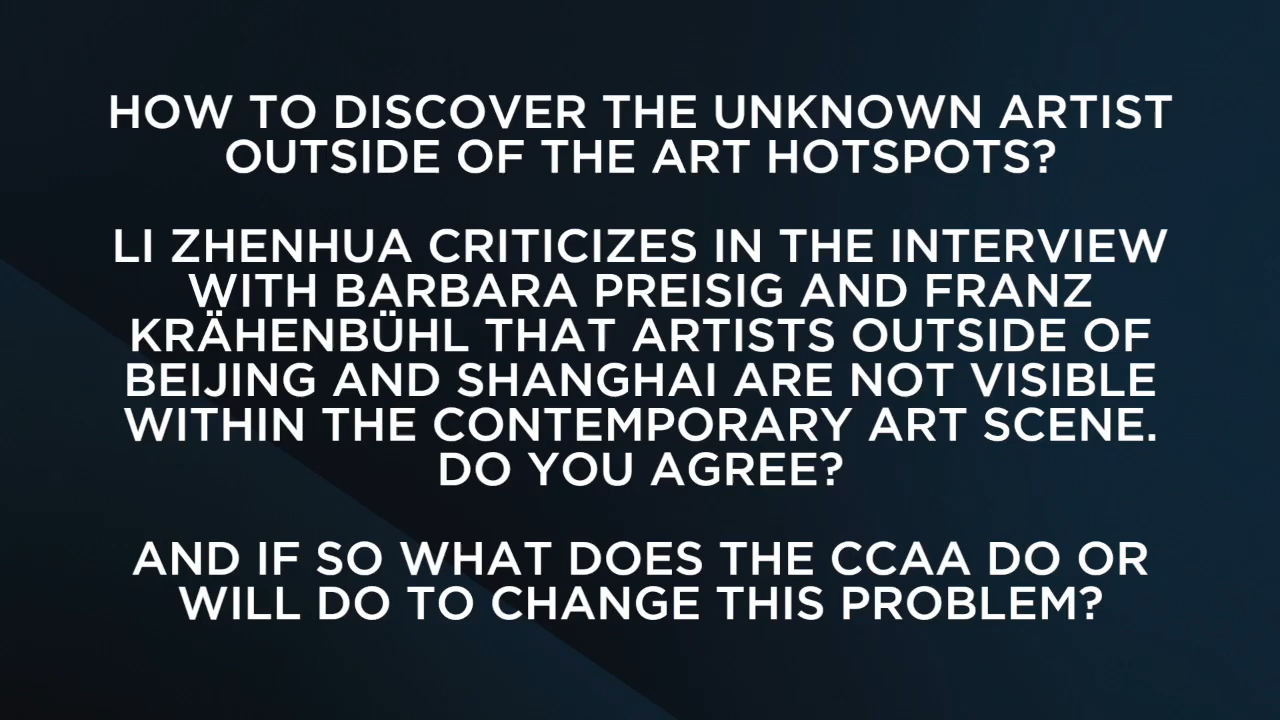 HOW TO DISCOVER THE UNKNOWN ARTIST
OUTSIDE OF THE ART HOTSPOTS?
LI ZHENHUA CRITICIZES IN THE INTERVIEW
WITH BARBARA PREISIG AND FRANZ
KRÄHENBÜHL THAT ARTISTS OUTSIDE OF
BEIJING AND SHANGHAI ARE NOT VISIBLE
WITHIN THE CONTEMPORARY ART SCENE.
DO YOU AGREE?
AND IF SO WHAT DOES THE CCAA DO OR
WILL DO TO CHANGE THIS PROBLEM?